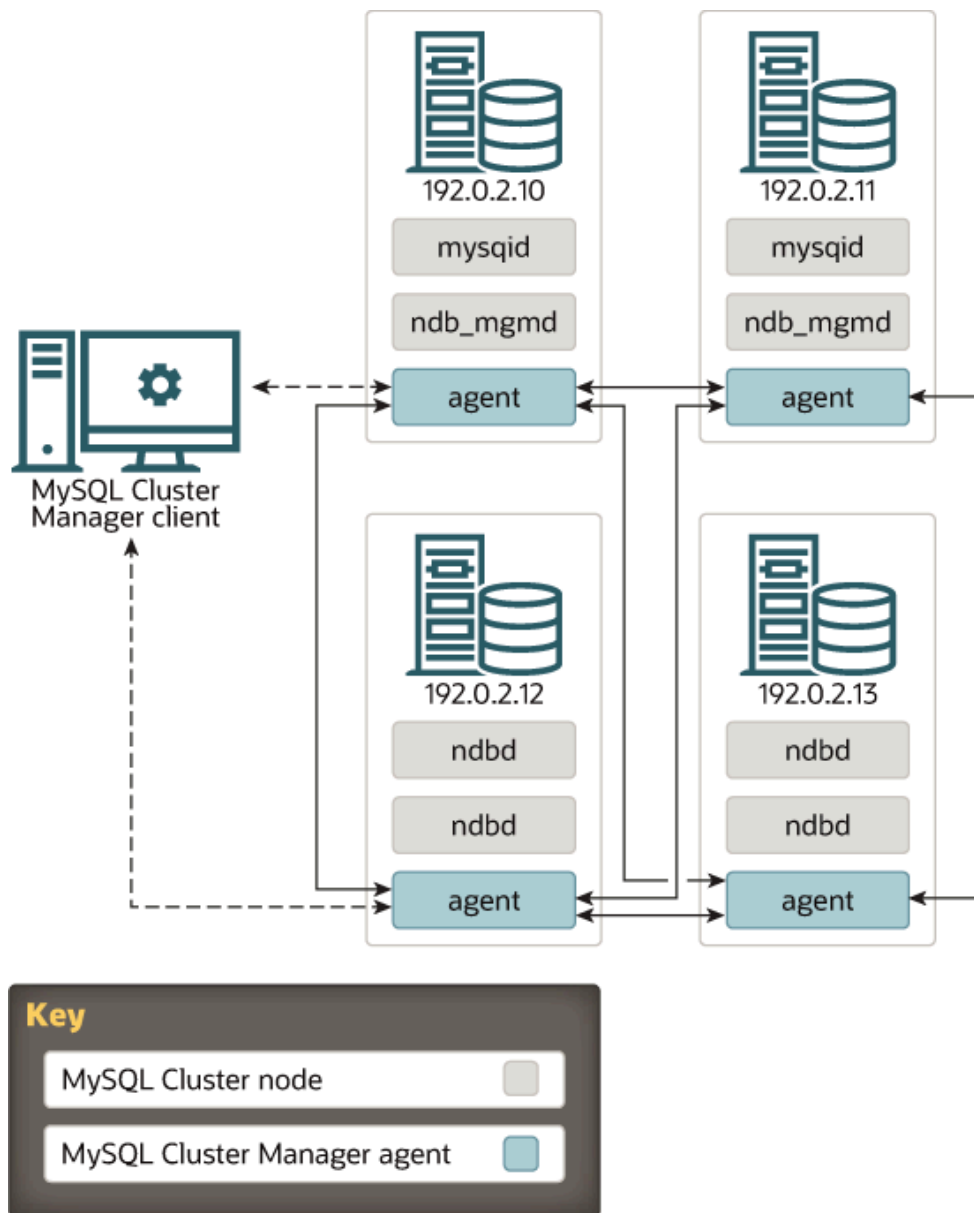 192.0.2.10
mysqid
ndb_mgmd
agent
192.0.2.11
mysqid
ndb_mgmd
agent
MySQL Cluster
Manager client
192.0.2.12
ndbd
ndbd
agent
192.0.2.13
ndbd
ndbd
agent
Key
MySQL Cluster node
MySQL Cluster Manager agent